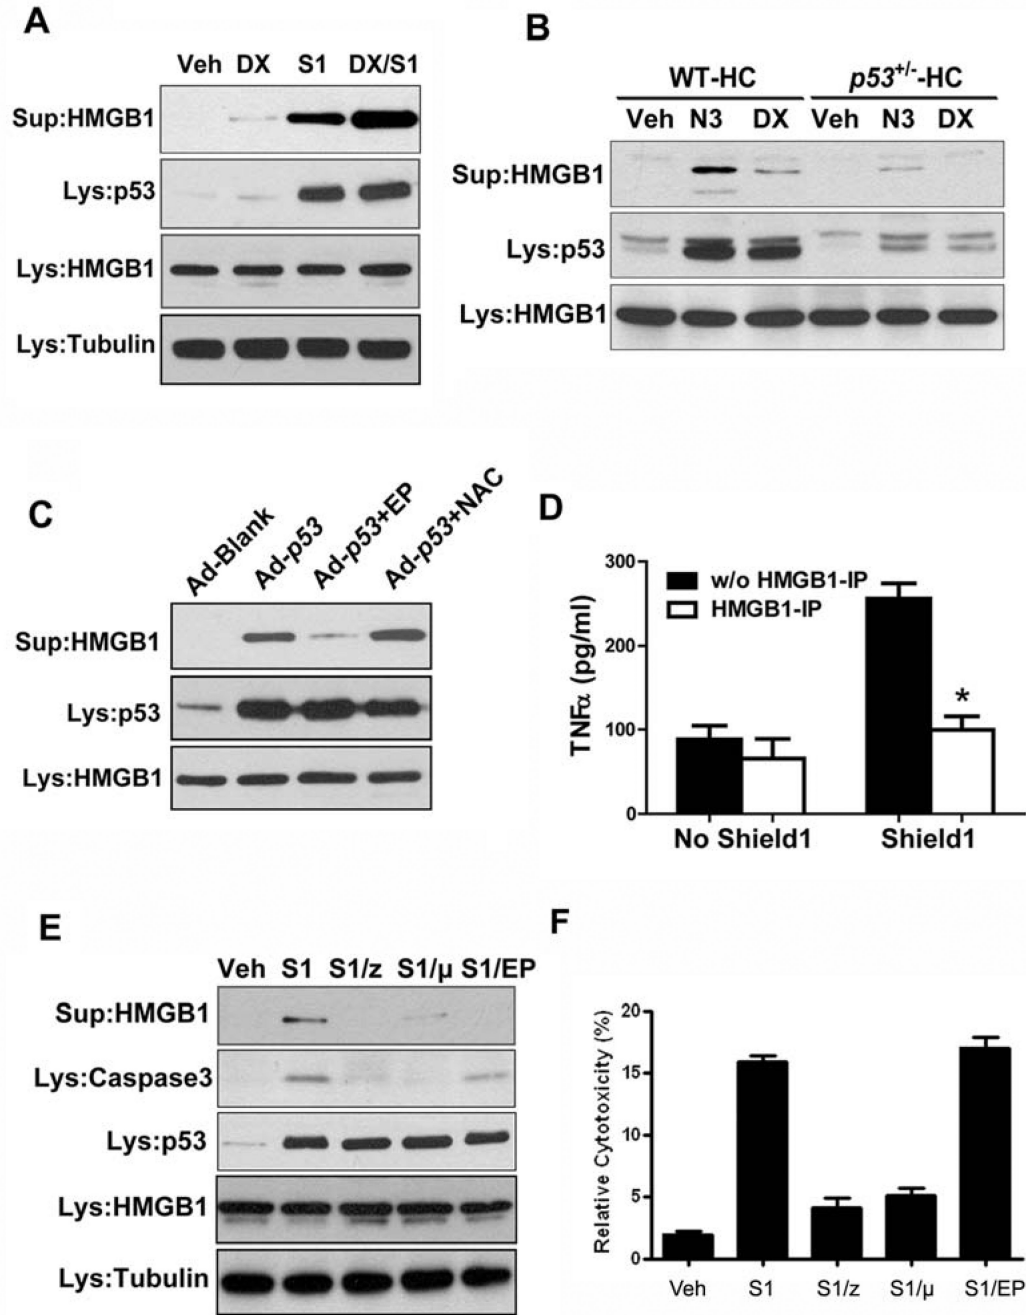 A
Veh DX S1 DX/S1
Sup:HMGB1
Lys:p53
Lys:HMGB1
Lys:Tubulin
B
WT-HC p53+/--HC
Veh N3 DX Veh N3 DX
Sup:HMGB1
Lys:p53
Lys:HMGB1
C
Ad-Blank Ad-p53 Ad-p53+EP Ad-p53+NAC
Sup:HMGB1
Lys:p53
Lys:HMGB1
D
300
200
100
0
TNFα (pg/ml)
w/o HMGB1-IP
HMGB1-IP
*
No Shield1 Shield1
E
Veh S1 S1/z S1/μ S1/EP
Sup:HMGB1
Lys:Caspase3
Lys:p53
Lys:HMGB1
Lys:Tubulin
F
20
15
10
5
0
Relative Cytotoxicity (%)
Veh S1 S1/z S1/μ S1/EP